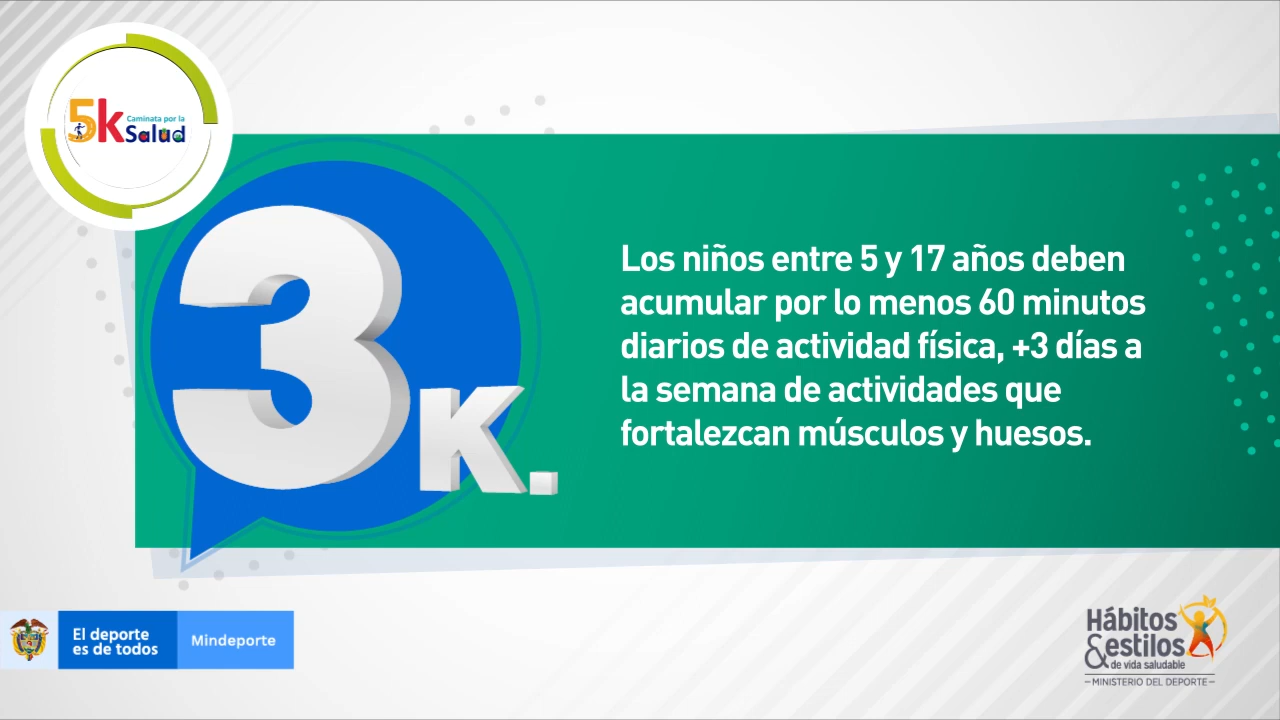 5k Caminata por la
Salud
3K.
Los niños entre 5 y 17 años deben
acumular por lo menos 60 minutos
diarios de actividad física, +3 días a
la semana de actividades que
fortalezcan músculos y huesos.
El deporte
es de todos
Mindeporte
Hábitos
&estilos
de vida saludable
MINISTERIO DEL DEPORTE